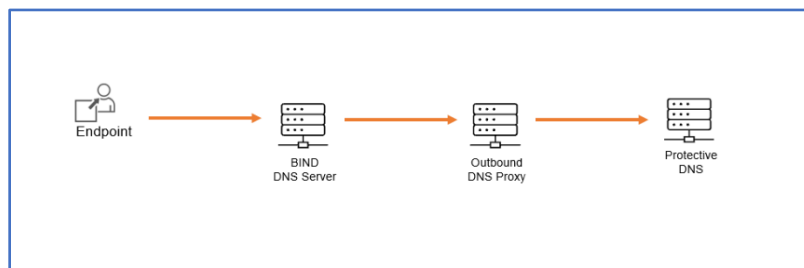 Endpoint
BIND
DNS Server
Outbound
DNS Proxy
Protective
DNS